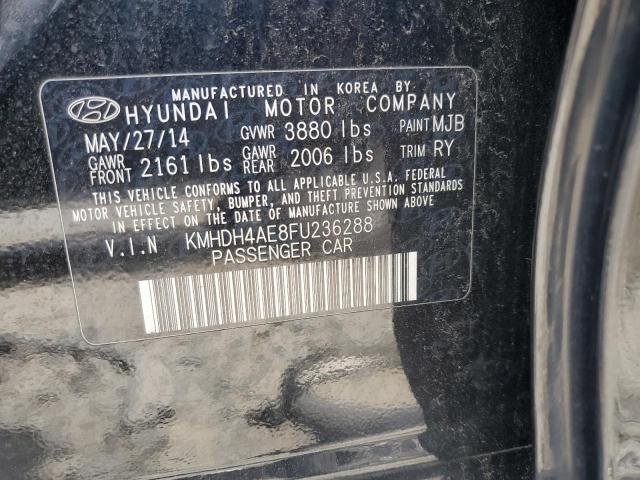 MANUFACTURED IN KOREA BY
HYUNDAI MOTOR COMPANY
MAY/27/14 GVWR 3880 lbs PAINT MJB
GAWR FRONT 2161 lbs GAWR REAR 2006 lbs TRIM RY
THIS VEHICLE CONFORMS TO ALL APPLICABLE U.S.A. FEDERAL
MOTOR VEHICLE SAFETY, BUMPER, AND THEFT PREVENTION STANDARDS
IN EFFECT ON THE DATE OF MANUFACTURE SHOWN ABOVE
V.I.N KMHDH4AE8FU236288
PASSENGER CAR